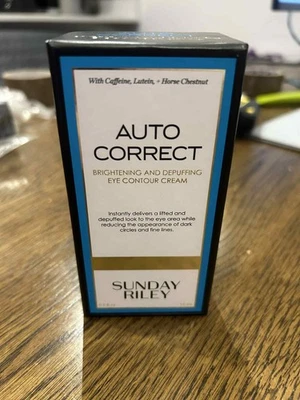 With Caffeine, Lutein, + Horse Chestnut
AUTO
CORRECT
BRIGHTENING AND DEPUFFING
EYE CONTOUR CREAM
Instantly delivers a lifted and
depuffed look to the eye area while
reducing the appearance of dark
circles and fine lines.
SUNDAY
RILEY